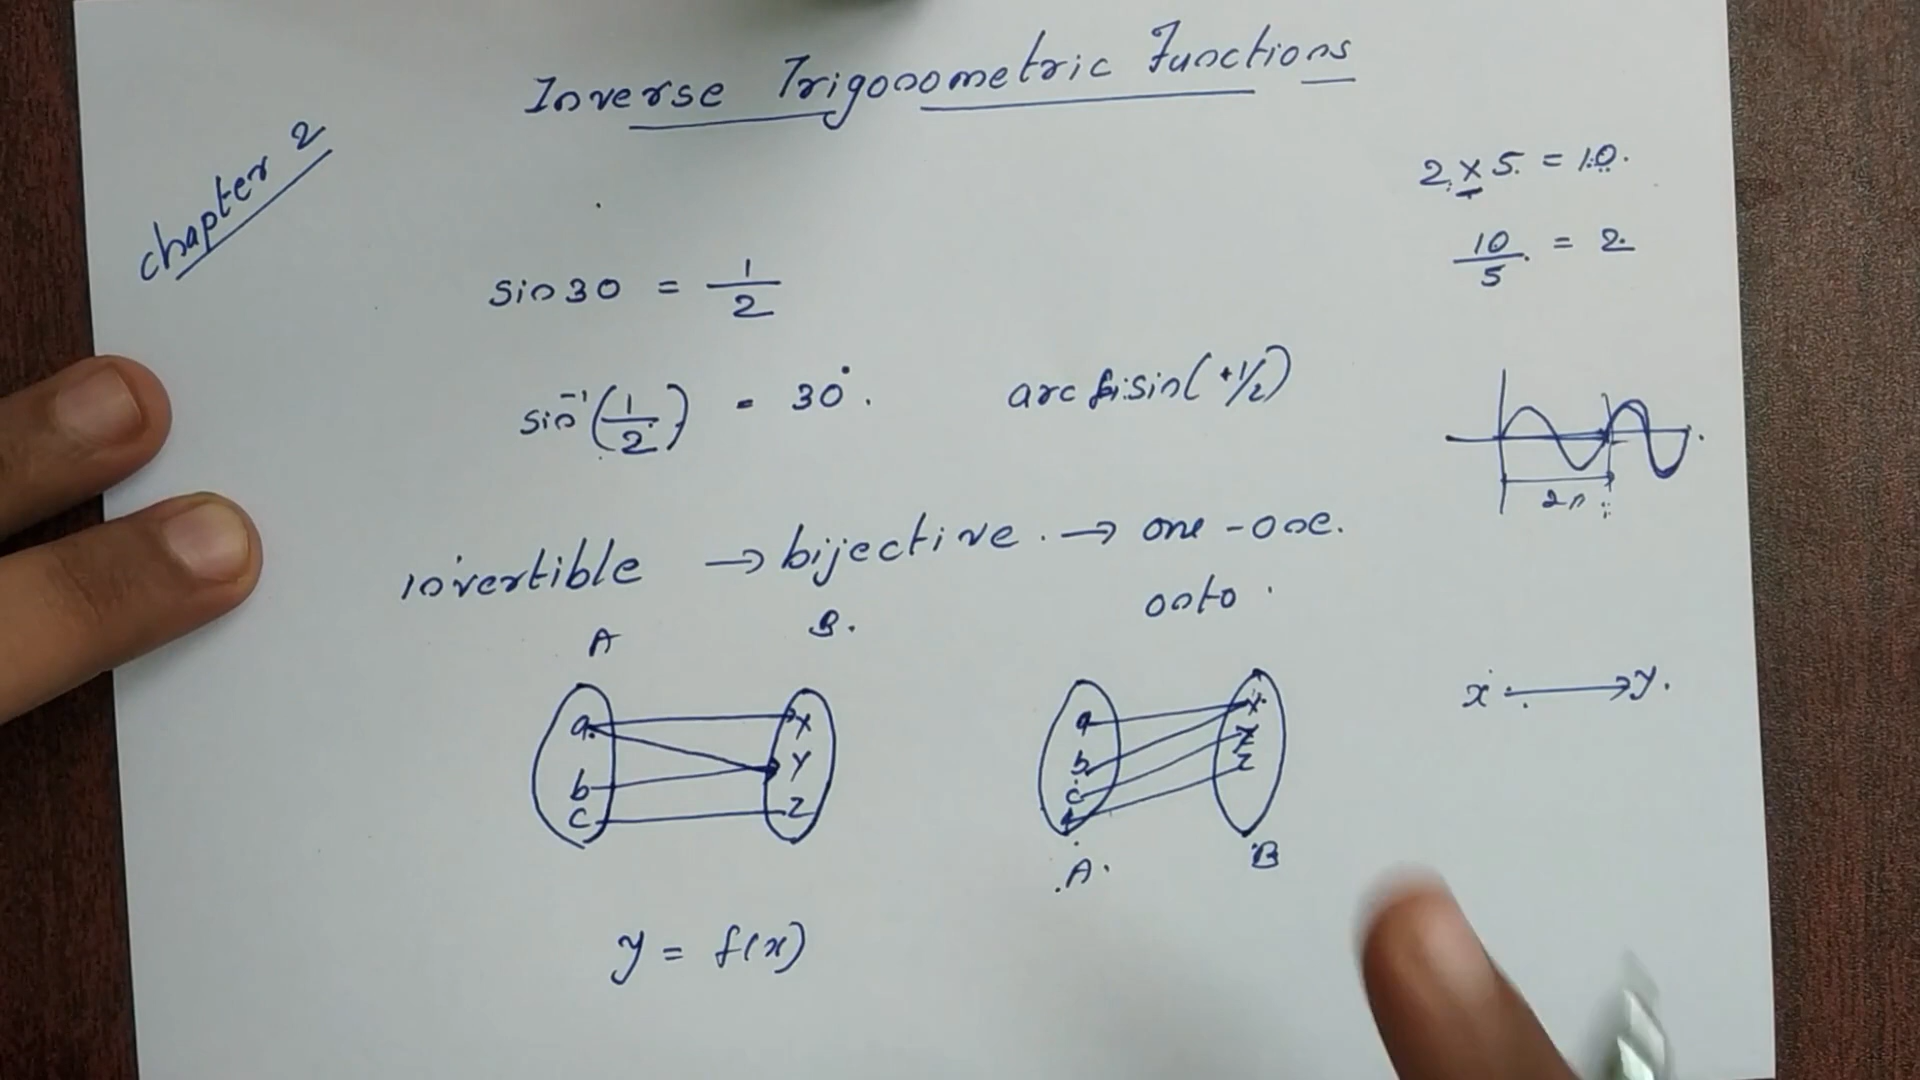 Inverse Trigonometric Functions
chapter 2
2 x 5 = 10.
10/5 = 2
sin 30 = 1/2
sin⁻¹(1/2) = 30°.
arc sin(+1/2)
2π
invertible → bijective. → one - one.
onto.
A B.
x → y.
a x
b y
c z
a x
b y
c z
A. B
y = f(x)